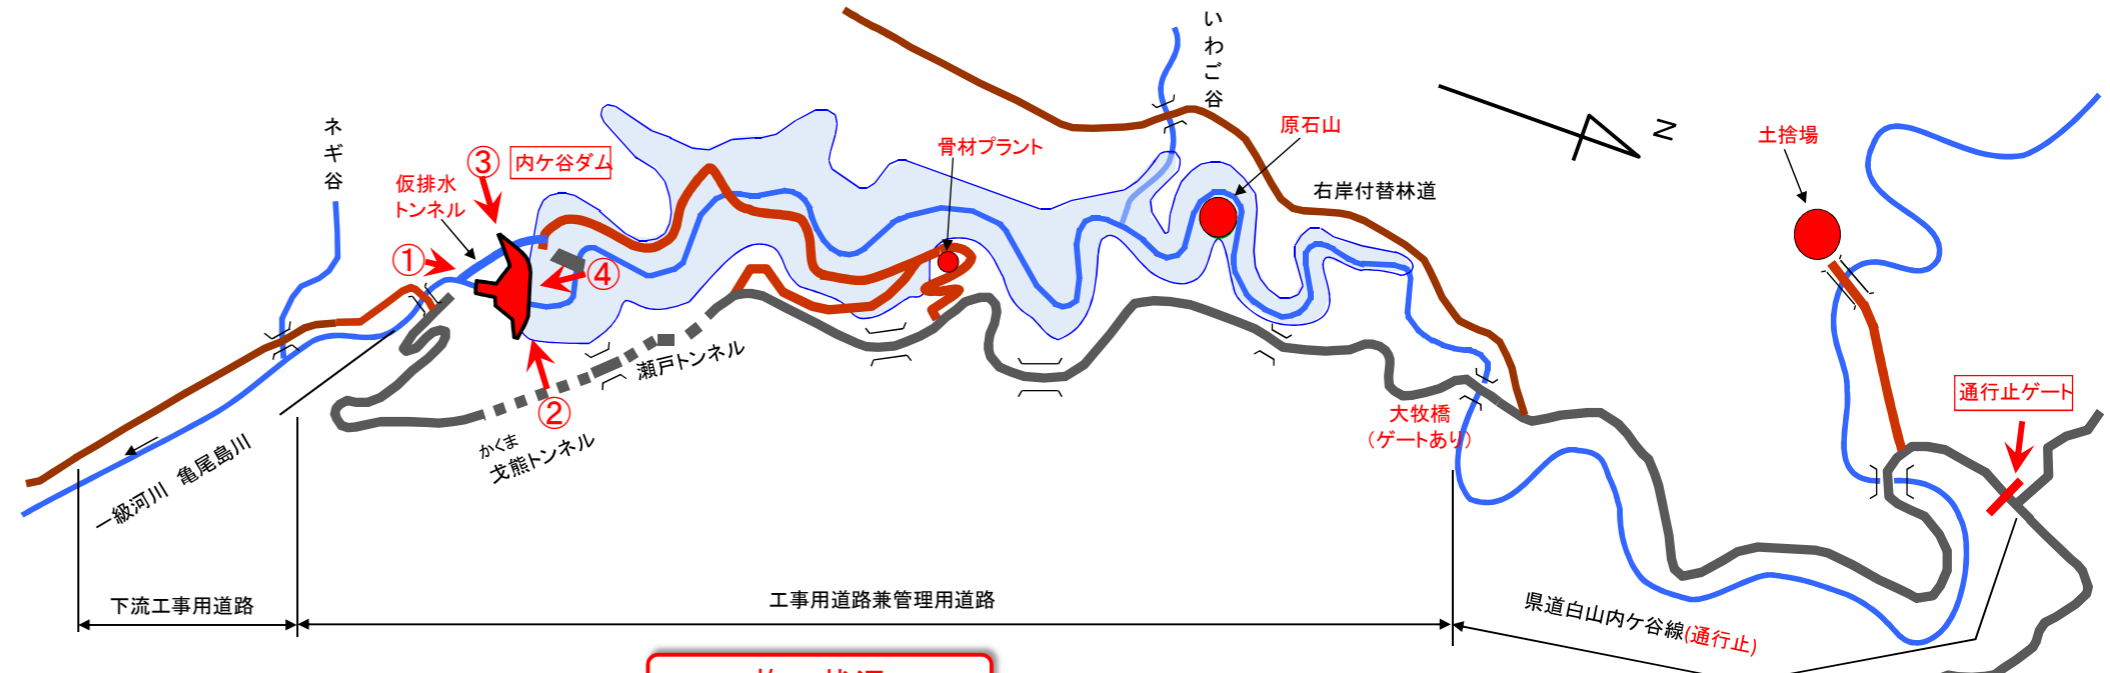 いわご谷
ネギ谷
③
内ケ谷ダム
仮排水
トンネル
骨材プラント
原石山
N
土捨場
右岸付替林道
①
④
瀬戸トンネル
②
かくま
戈熊トンネル
大牧橋
（ゲートあり）
通行止ゲート
一級河川 亀尾島川
下流工事用道路
工事用道路兼管理用道路
県道白山内ケ谷線(通行止)